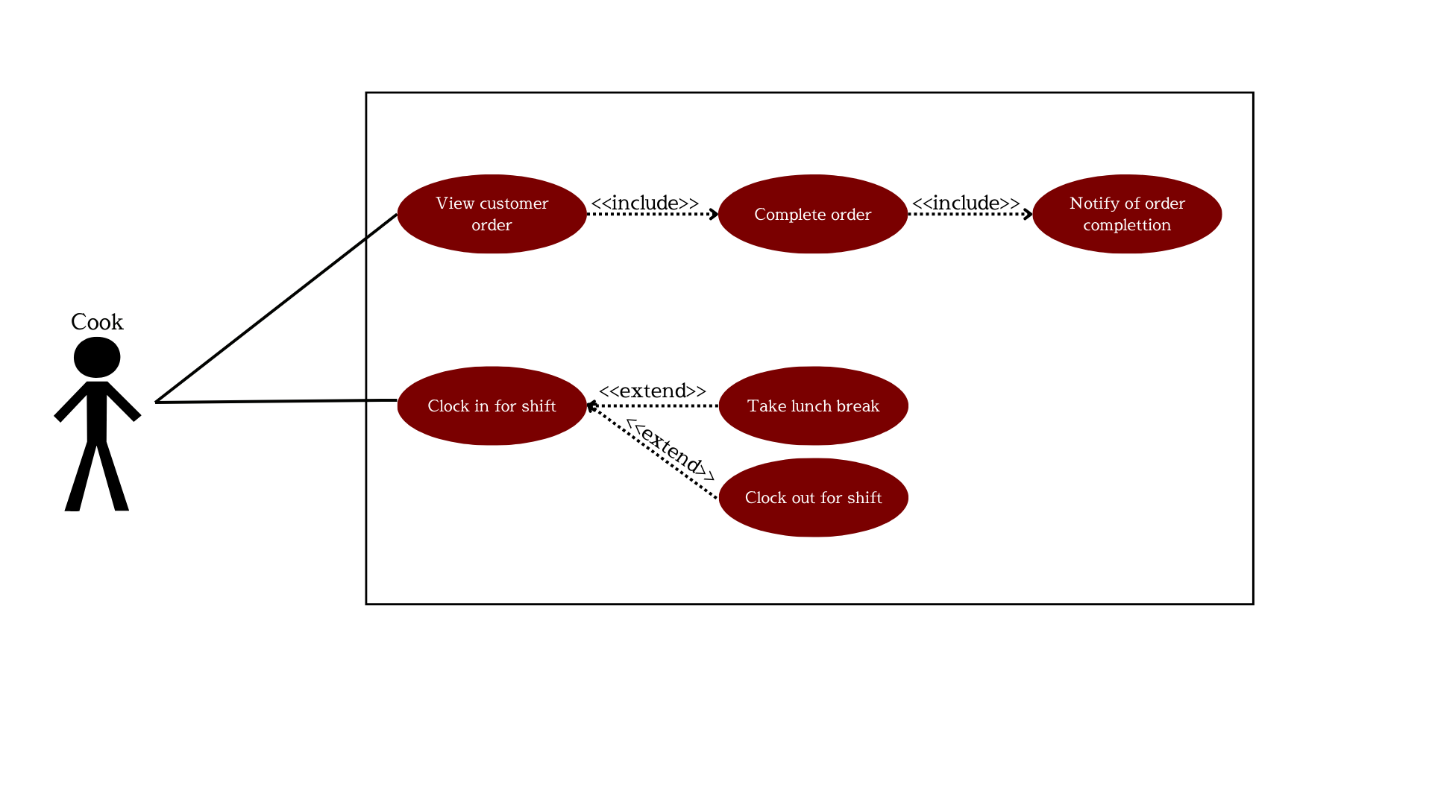 View customer
order
<<include>>
Complete order
<<include>>
Notify of order
complettion
Cook
Clock in for shift
<<extend>>
Take lunch break
<<extend>>
Clock out for shift